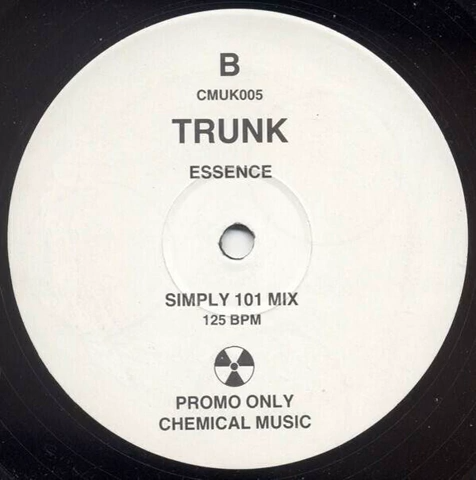 B
CMUK005
TRUNK
ESSENCE
SIMPLY 101 MIX
125 BPM
PROMO ONLY
CHEMICAL MUSIC